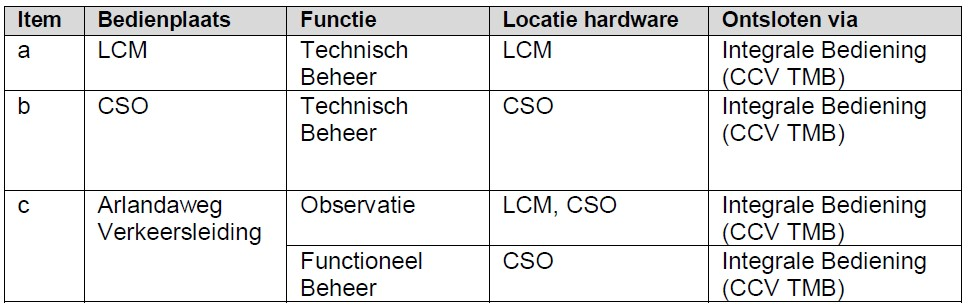 Item Bedienplaats Functie Locatie hardware Ontsloten via
a LCM Technisch Beheer LCM Integrale Bediening (CCV TMB)
b CSO Technisch Beheer CSO Integrale Bediening (CCV TMB)
c Arlandaweg Verkeersleiding Observatie LCM, CSO Integrale Bediening (CCV TMB)
Functioneel Beheer CSO Integrale Bediening (CCV TMB)